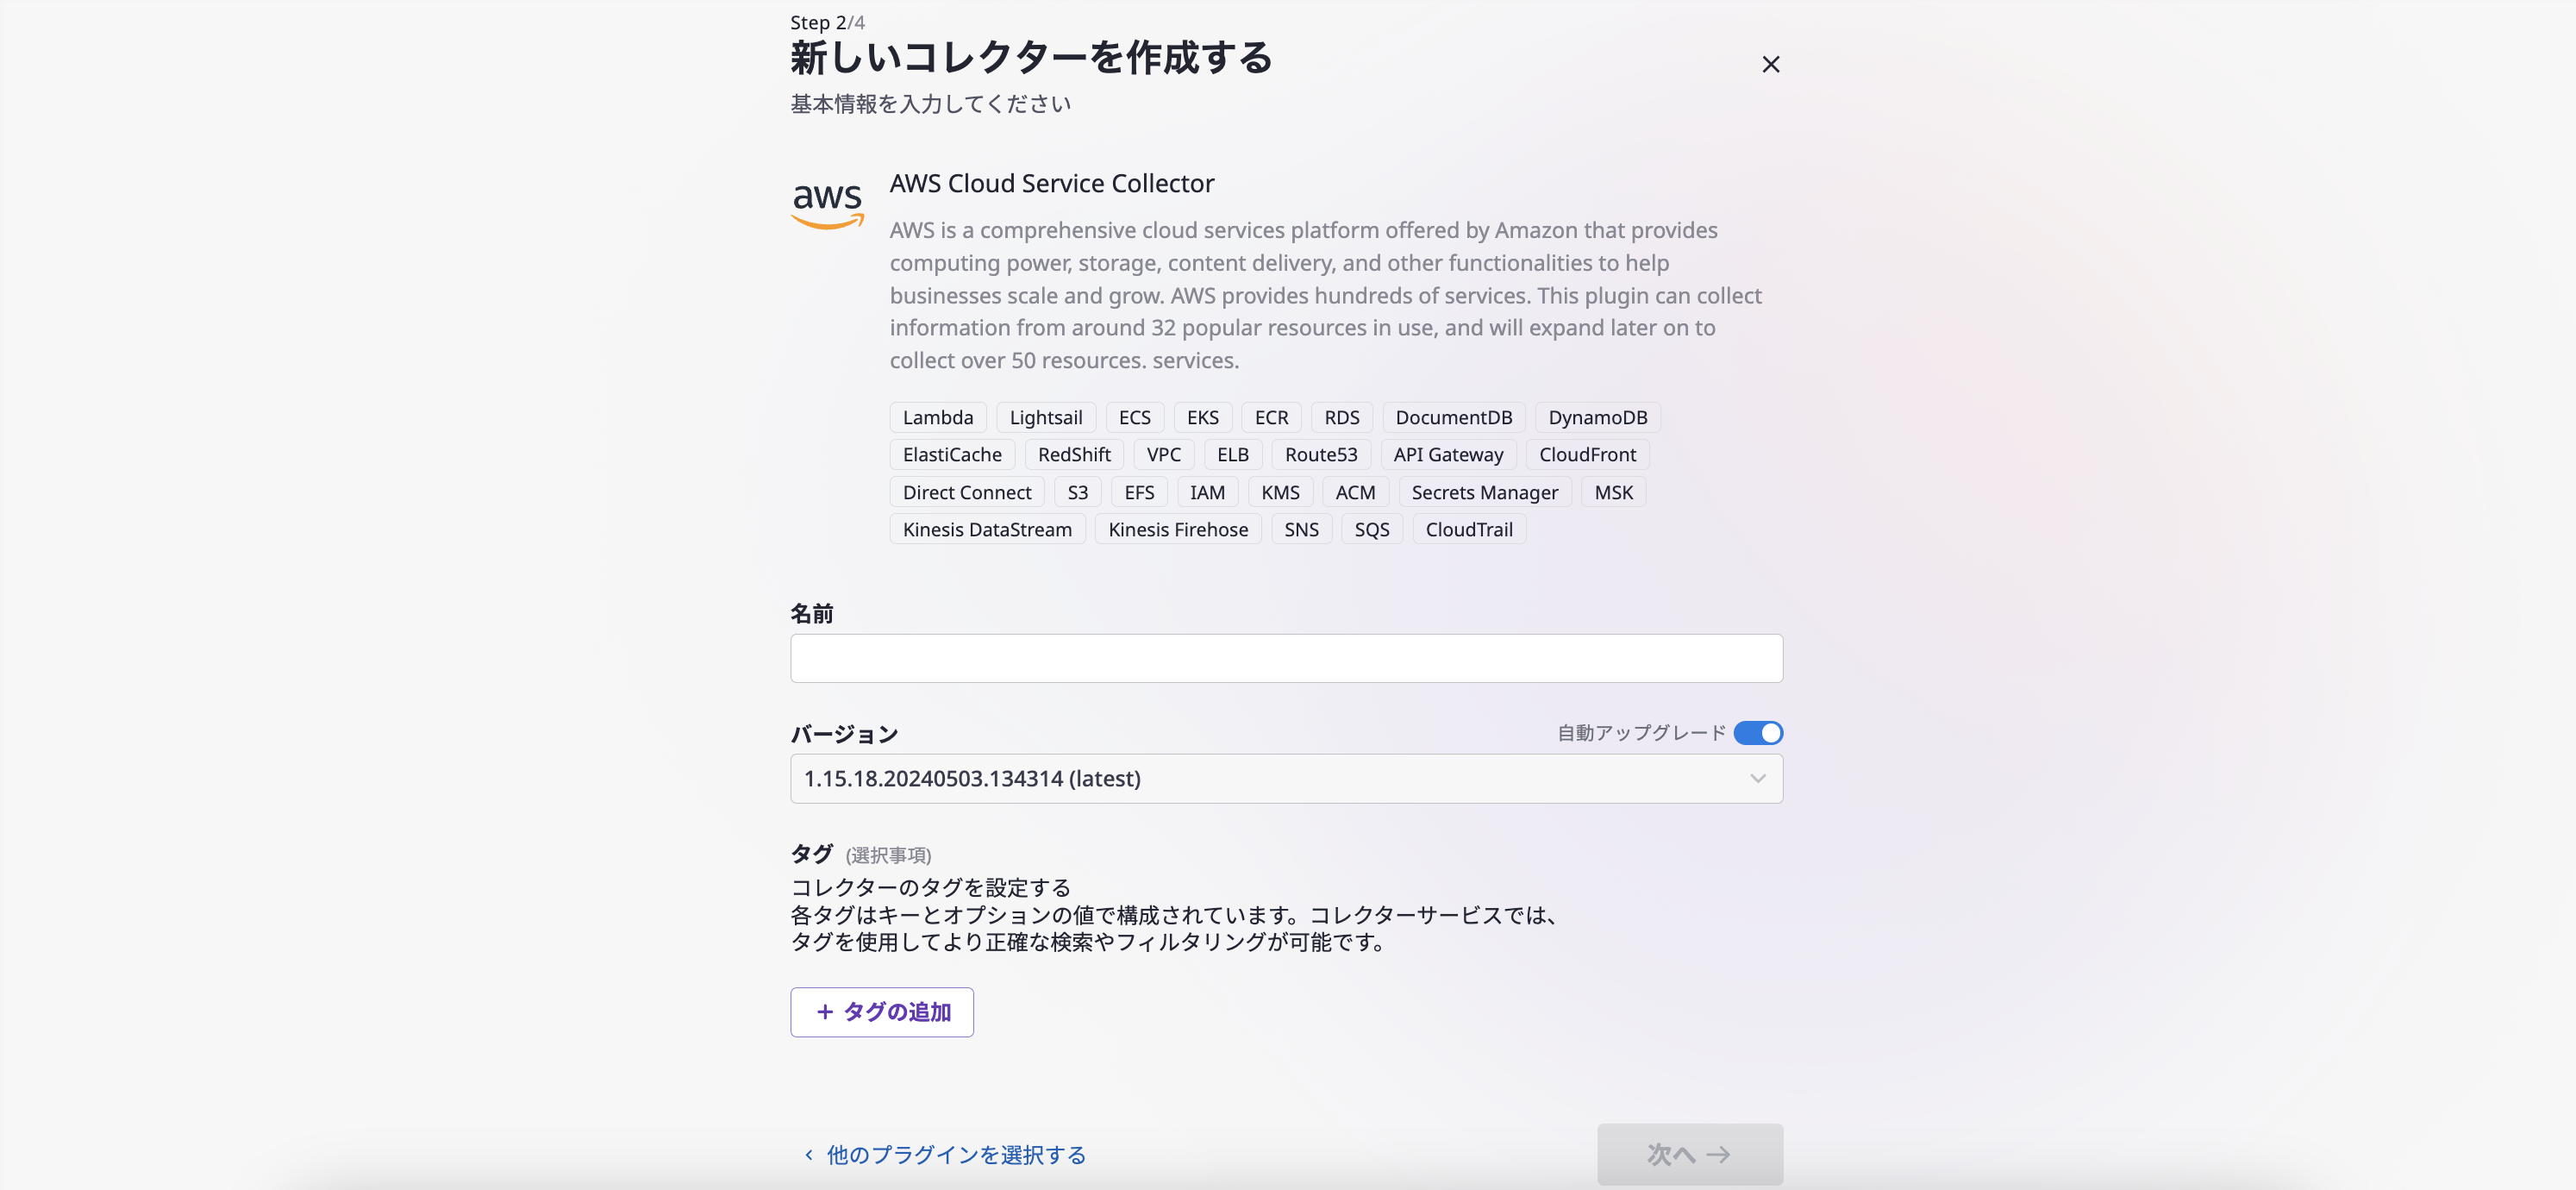 Step 2/4
新しいコレクターを作成する
基本情報を入力してください
aws
AWS Cloud Service Collector
AWS is a comprehensive cloud services platform offered by Amazon that provides
computing power, storage, content delivery, and other functionalities to help
businesses scale and grow. AWS provides hundreds of services. This plugin can collect
information from around 32 popular resources in use, and will expand later on to
collect over 50 resources. services.
Lambda Lightsail ECS EKS ECR RDS DocumentDB DynamoDB
ElastiCache RedShift VPC ELB Route53 API Gateway CloudFront
Direct Connect S3 EFS IAM KMS ACM Secrets Manager MSK
Kinesis DataStream Kinesis Firehose SNS SQS CloudTrail
名前
バージョン 自動アップグレード
1.15.18.20240503.134314 (latest)
タグ (選択事項)
コレクターのタグを設定する
各タグはキーとオプションの値で構成されています。コレクターサービスでは、
タグを使用してより正確な検索やフィルタリングが可能です。
+ タグの追加
他のプラグインを選択する 次へ →